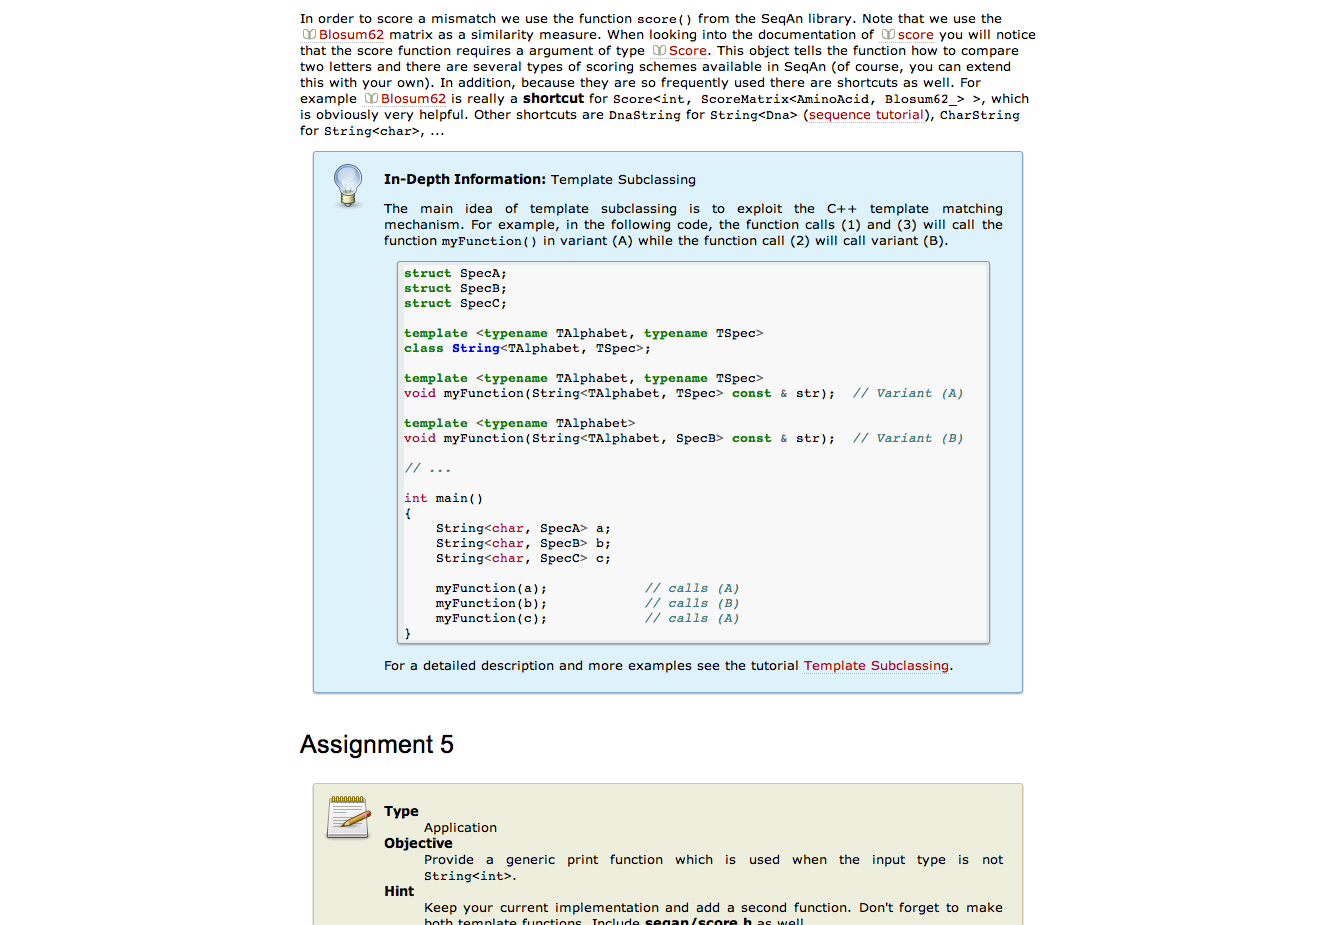 In order to score a mismatch we use the function score() from the SeqAn library. Note that we use the
Blosum62 matrix as a similarity measure. When looking into the documentation of score you will notice
that the score function requires a argument of type Score. This object tells the function how to compare
two letters and there are several types of scoring schemes available in SeqAn (of course, you can extend
this with your own). In addition, because they are so frequently used there are shortcuts as well. For
example Blosum62 is really a shortcut for Score<int, ScoreMatrix<AminoAcid, Blosum62_> >, which
is obviously very helpful. Other shortcuts are DnaString for String<Dna> (sequence tutorial), CharString
for String<char>, ...
In-Depth Information: Template Subclassing
The main idea of template subclassing is to exploit the C++ template matching
mechanism. For example, in the following code, the function calls (1) and (3) will call the
function myFunction() in variant (A) while the function call (2) will call variant (B).
struct SpecA;
struct SpecB;
struct SpecC;
template <typename TAlphabet, typename TSpec>
class String<TAlphabet, TSpec>;
template <typename TAlphabet, typename TSpec>
void myFunction(String<TAlphabet, TSpec> const & str);  // Variant (A)
template <typename TAlphabet>
void myFunction(String<TAlphabet, SpecB> const & str);  // Variant (B)
// ...
int main()
{
    String<char, SpecA> a;
    String<char, SpecB> b;
    String<char, SpecC> c;
    myFunction(a);            // calls (A)
    myFunction(b);            // calls (B)
    myFunction(c);            // calls (A)
}
For a detailed description and more examples see the tutorial Template Subclassing.
Assignment 5
Type
Application
Objective
Provide a generic print function which is used when the input type is not
String<int>.
Hint
Keep your current implementation and add a second function. Don't forget to make
both template functions. Include seqan/score.h as well.